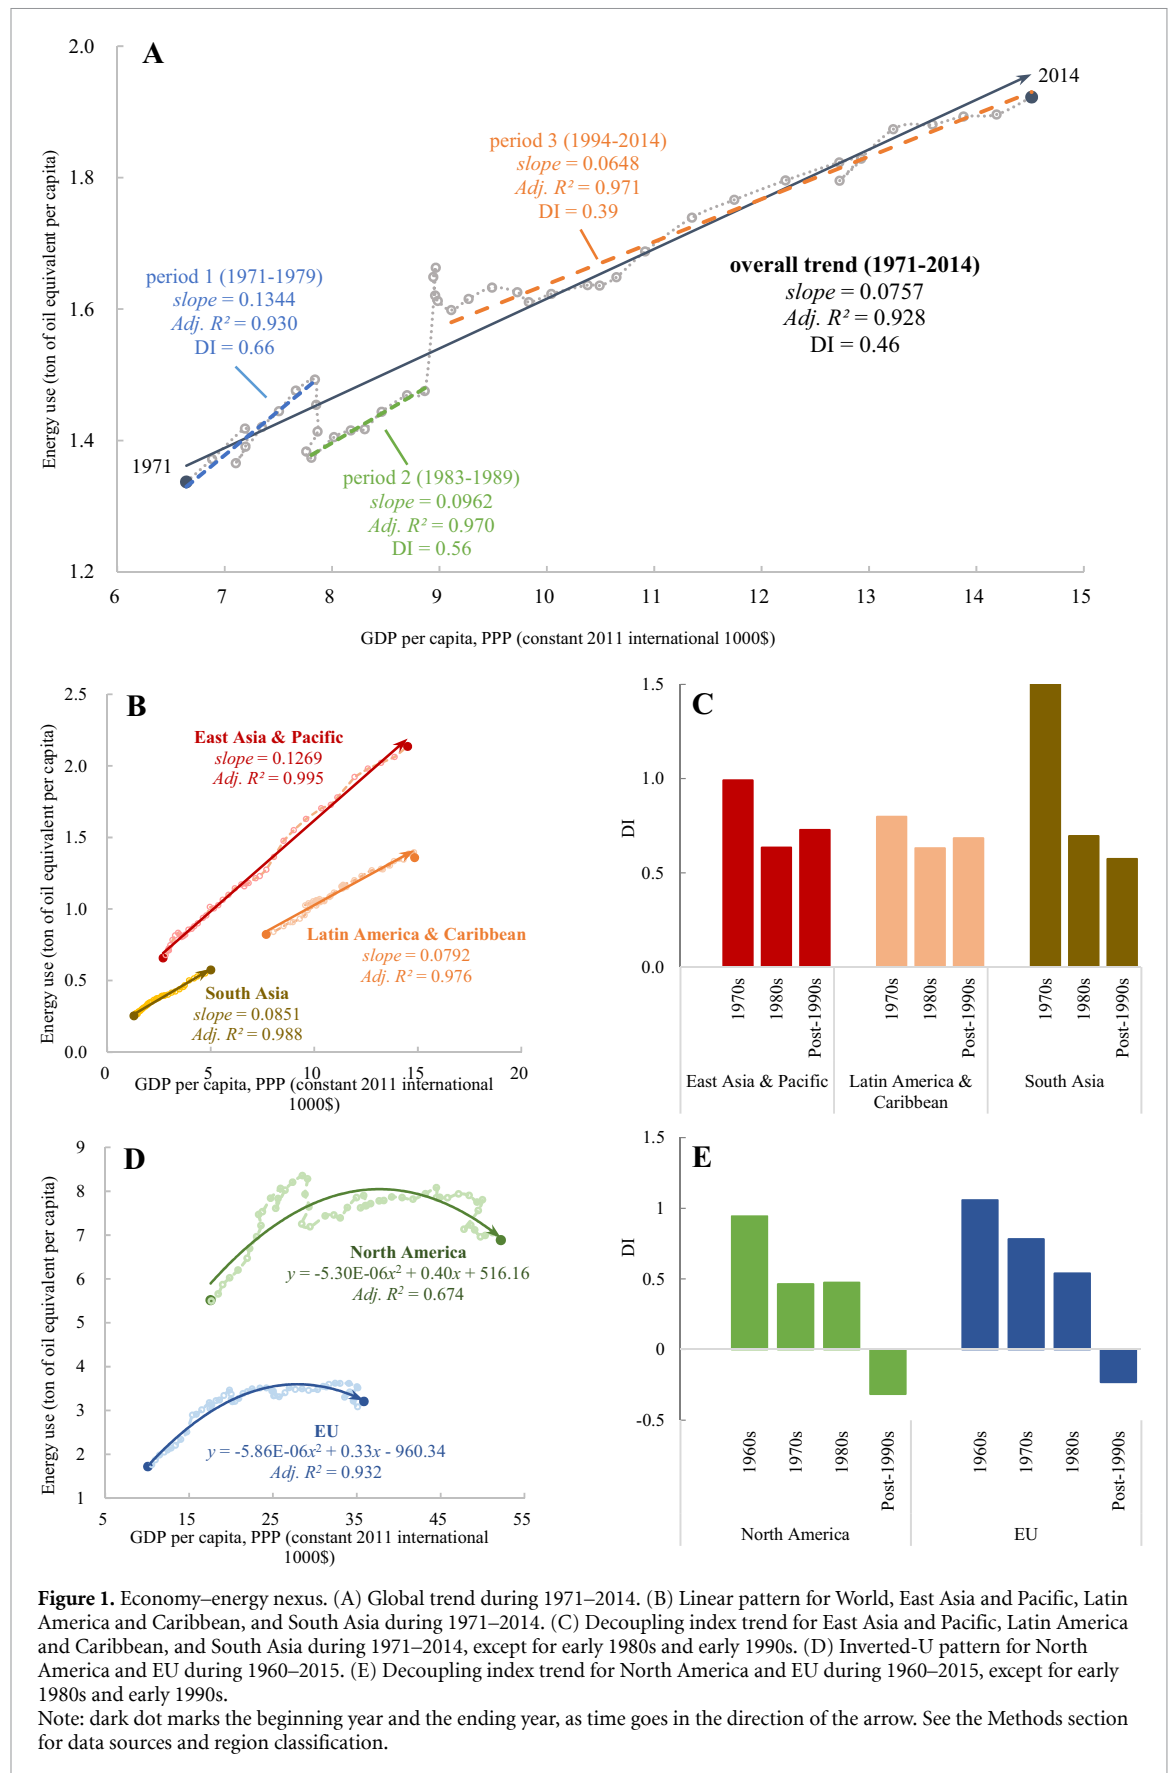 A
2.0
1.8
1.6
1.4
1.2
6 7 8 9 10 11 12 13 14 15
Energy use (ton of oil equivalent per capita)
GDP per capita, PPP (constant 2011 international 1000$)
2014
1971
period 3 (1994-2014)
slope = 0.0648
Adj. R² = 0.971
DI = 0.39
period 1 (1971-1979)
slope = 0.1344
Adj. R² = 0.930
DI = 0.66
overall trend (1971-2014)
slope = 0.0757
Adj. R² = 0.928
DI = 0.46
period 2 (1983-1989)
slope = 0.0962
Adj. R² = 0.970
DI = 0.56
B
2.5
2.0
1.5
1.0
0.5
0.0
0 5 10 15 20
Energy use (ton of oil equivalent per capita)
GDP per capita, PPP (constant 2011 international
1000$)
East Asia & Pacific
slope = 0.1269
Adj. R² = 0.995
Latin America & Caribbean
slope = 0.0792
Adj. R² = 0.976
South Asia
slope = 0.0851
Adj. R² = 0.988
C
1.5
1.0
0.5
0.0
DI
1970s
1980s
Post-1990s
1970s
1980s
Post-1990s
1970s
1980s
Post-1990s
East Asia & Pacific
Latin America &
Caribbean
South Asia
D
9
8
7
6
5
4
3
2
1
5 15 25 35 45 55
Energy use (ton of oil equivalent per capita)
GDP per capita, PPP (constant 2011 international
1000$)
North America
y = -5.30E-06x² + 0.40x + 516.16
Adj. R² = 0.674
EU
y = -5.86E-06x² + 0.33x - 960.34
Adj. R² = 0.932
E
1.5
1
0.5
0
-0.5
DI
1960s
1970s
1980s
Post-1990s
1960s
1970s
1980s
Post-1990s
North America
EU
Figure 1. Economy–energy nexus. (A) Global trend during 1971–2014. (B) Linear pattern for World, East Asia and Pacific, Latin
America and Caribbean, and South Asia during 1971–2014. (C) Decoupling index trend for East Asia and Pacific, Latin America
and Caribbean, and South Asia during 1971–2014, except for early 1980s and early 1990s. (D) Inverted-U pattern for North
America and EU during 1960–2015. (E) Decoupling index trend for North America and EU during 1960–2015, except for early
1980s and early 1990s.
Note: dark dot marks the beginning year and the ending year, as time goes in the direction of the arrow. See the Methods section
for data sources and region classification.